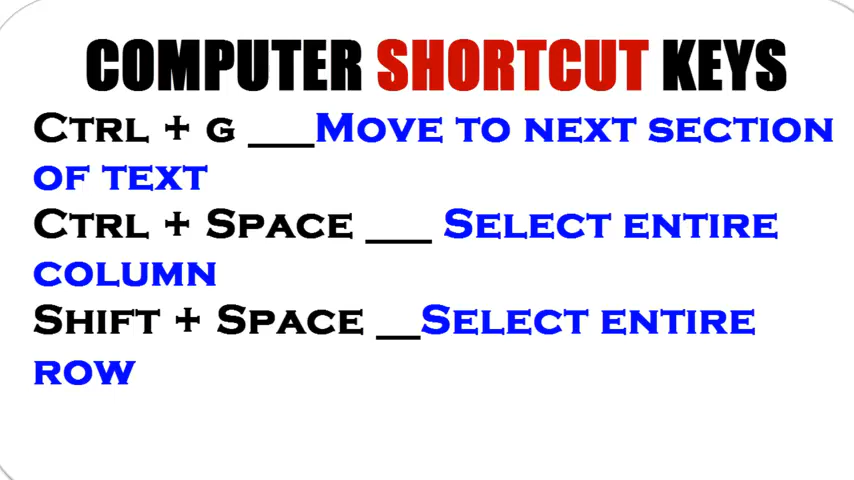 COMPUTER SHORTCUT KEYS
CTRL + G ___MOVE TO NEXT SECTION
OF TEXT
CTRL + SPACE ___ SELECT ENTIRE
COLUMN
SHIFT + SPACE __SELECT ENTIRE
ROW